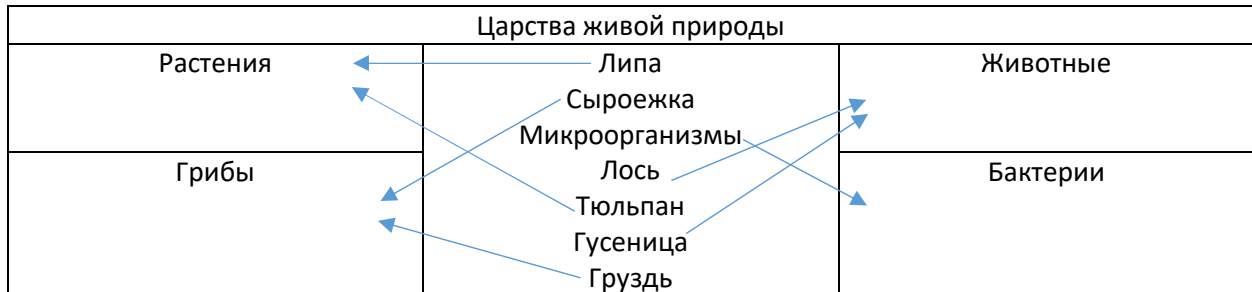 Царства живой природы
Растения
Липа
Животные
Сыроежка
Микроорганизмы
Грибы
Лось
Бактерии
Тюльпан
Гусеница
Груздь